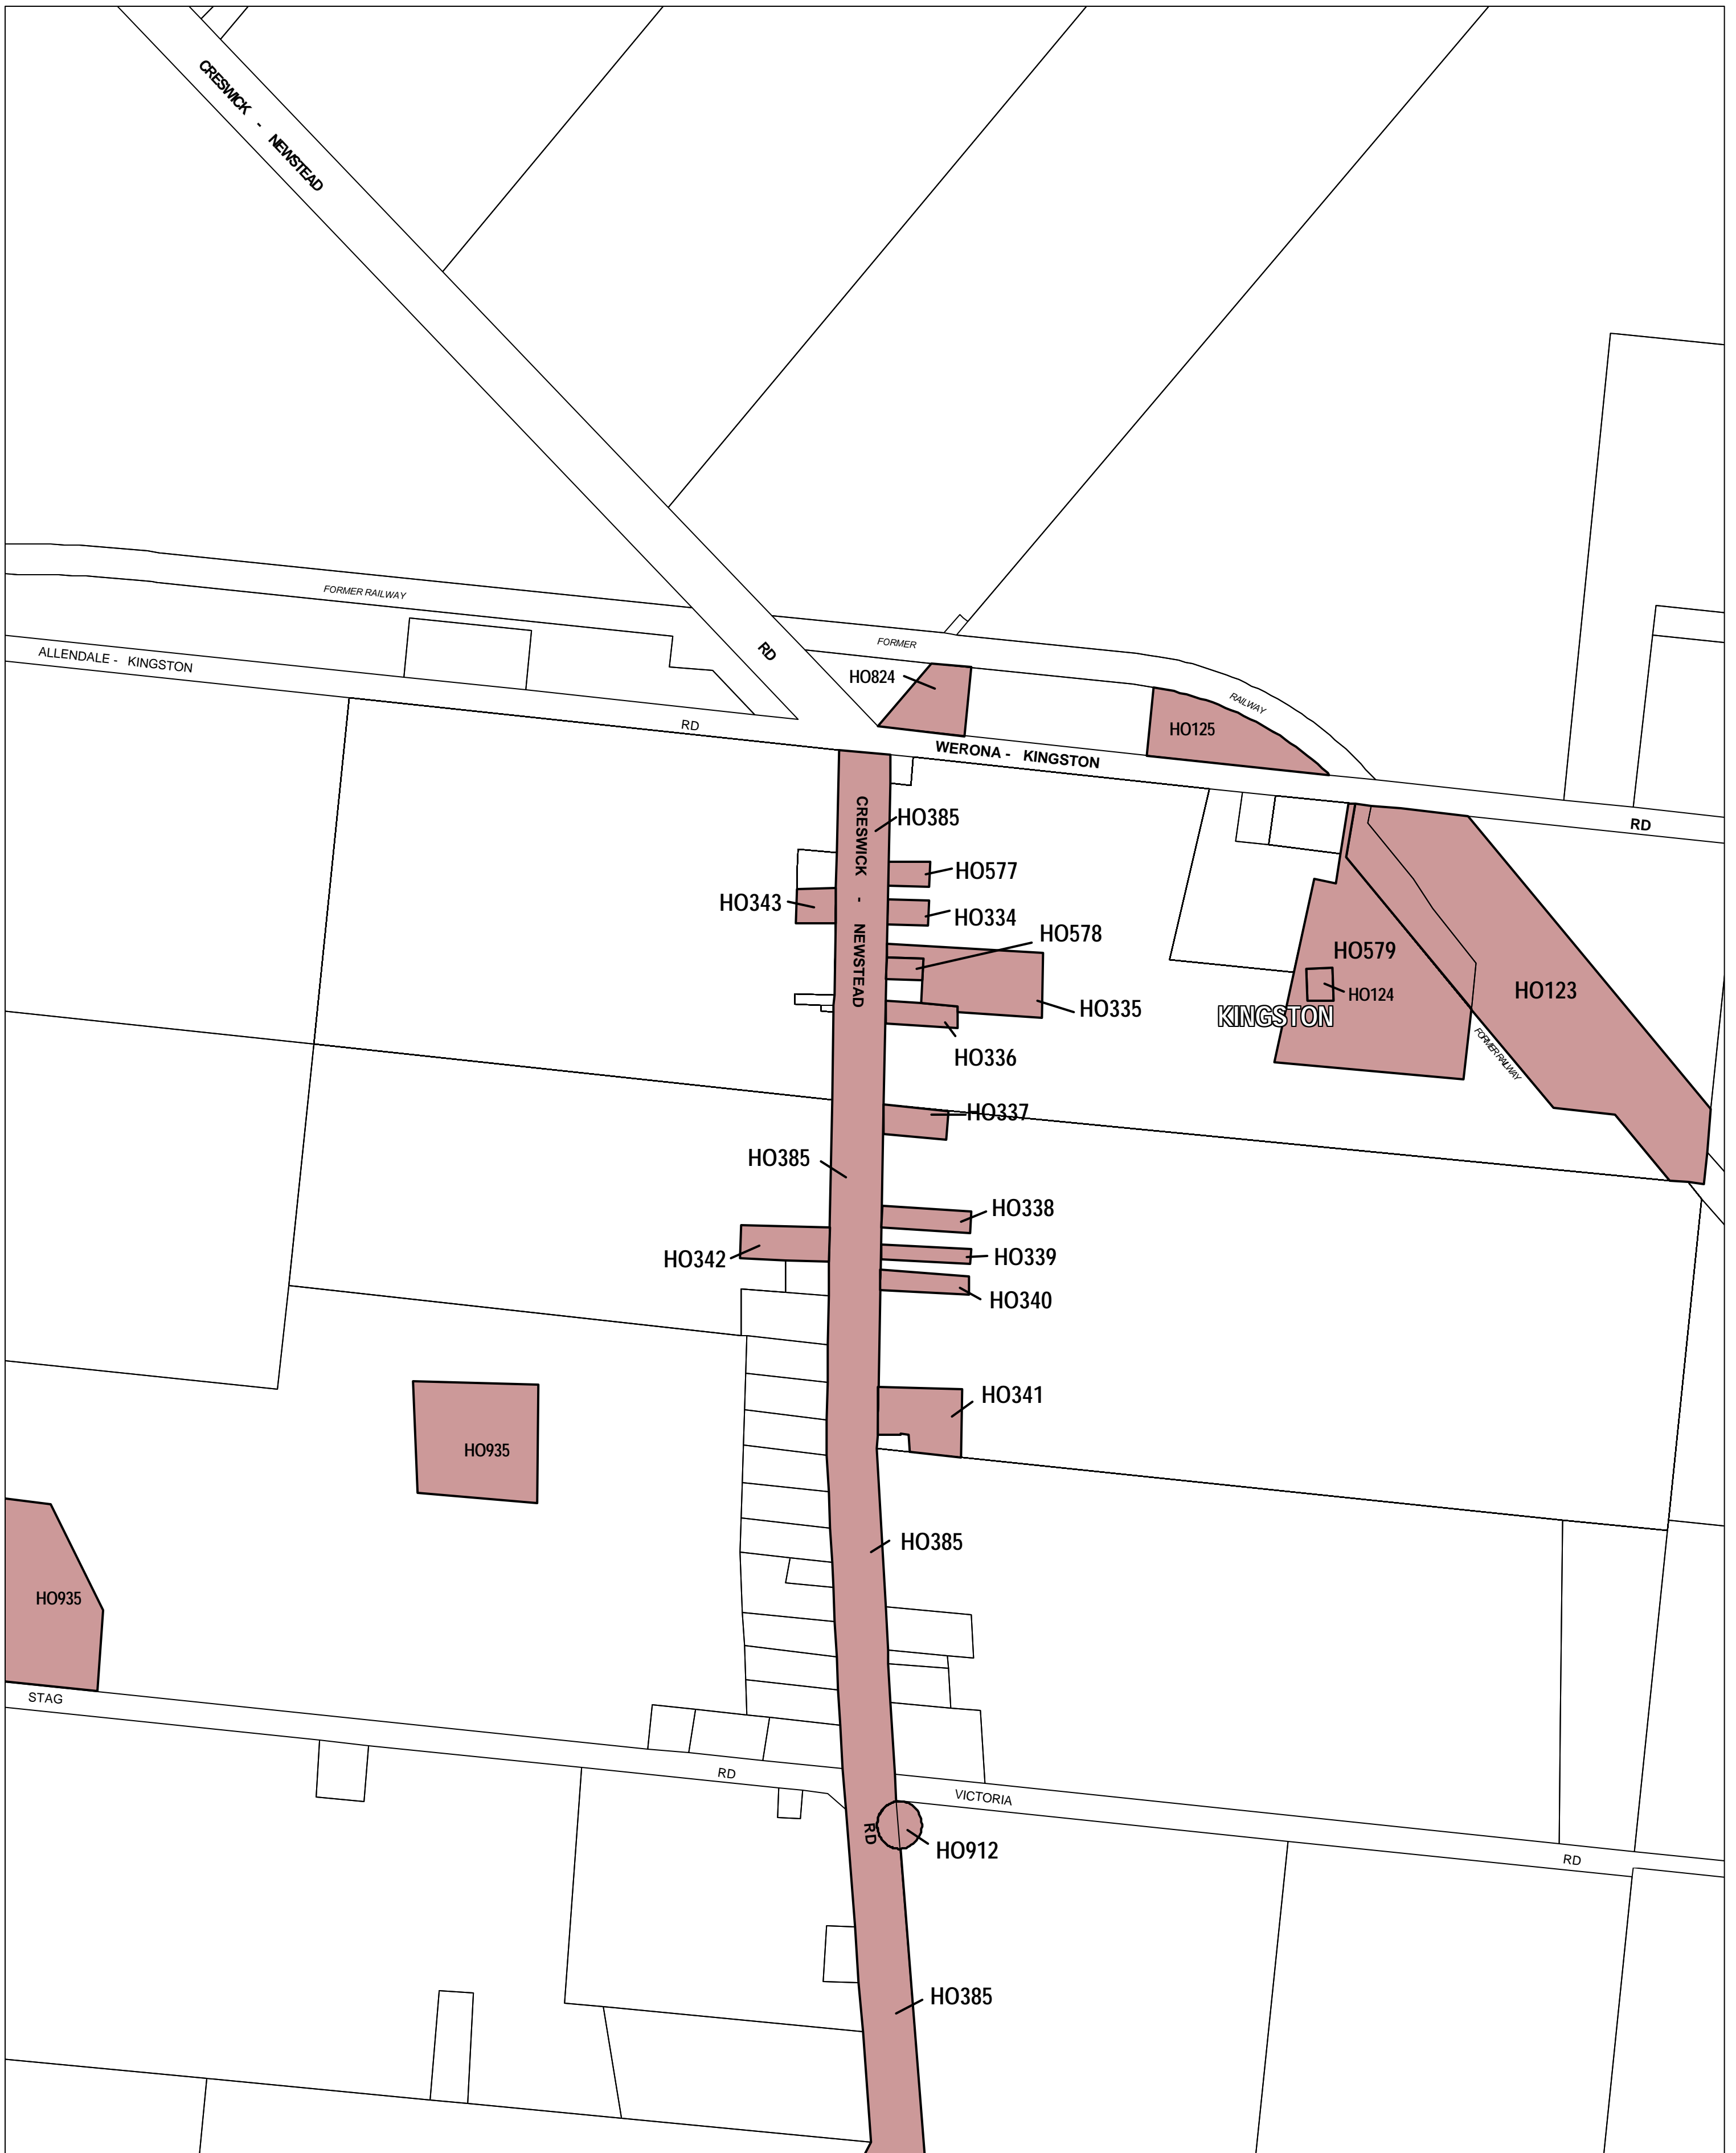 CRESWICK - NEWSTEAD
FORMER RAILWAY
FORMER
RAILWAY
ALLENDALE - KINGSTON
RD
RD
HO824
HO125
WERONA - KINGSTON
RD
CRESWICK - NEWSTEAD
HO385
HO577
HO343
HO334
HO578
HO335
HO336
HO579
HO124
KINGSTON
HO123
FORMER RAILWAY
HO337
HO385
HO338
HO342
HO339
HO340
HO341
HO935
HO385
HO935
STAG
RD
VICTORIA
RD
RD
HO912
HO385